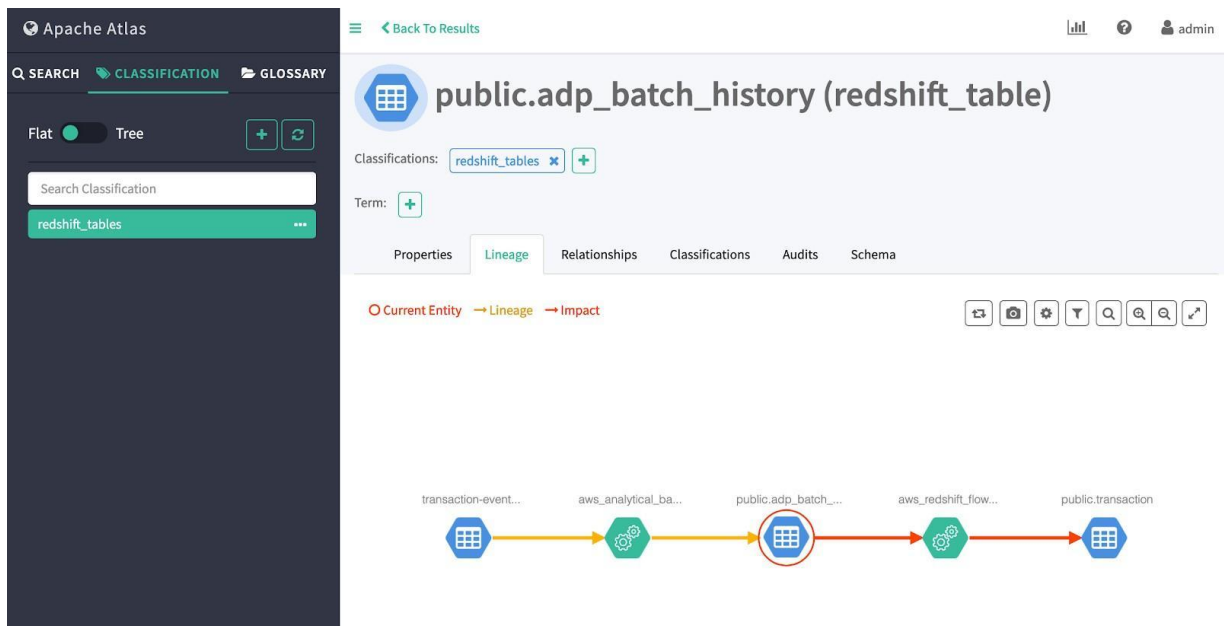 Apache Atlas
Back To Results
admin
SEARCH CLASSIFICATION GLOSSARY
public.adp_batch_history (redshift_table)
Flat Tree
Classifications: redshift_tables
Search Classification
Term:
redshift_tables
Properties Lineage Relationships Classifications Audits Schema
Current Entity Lineage Impact
transaction-event... aws_analytical_ba... public.adp_batch_... aws_redshift_flow... public.transaction